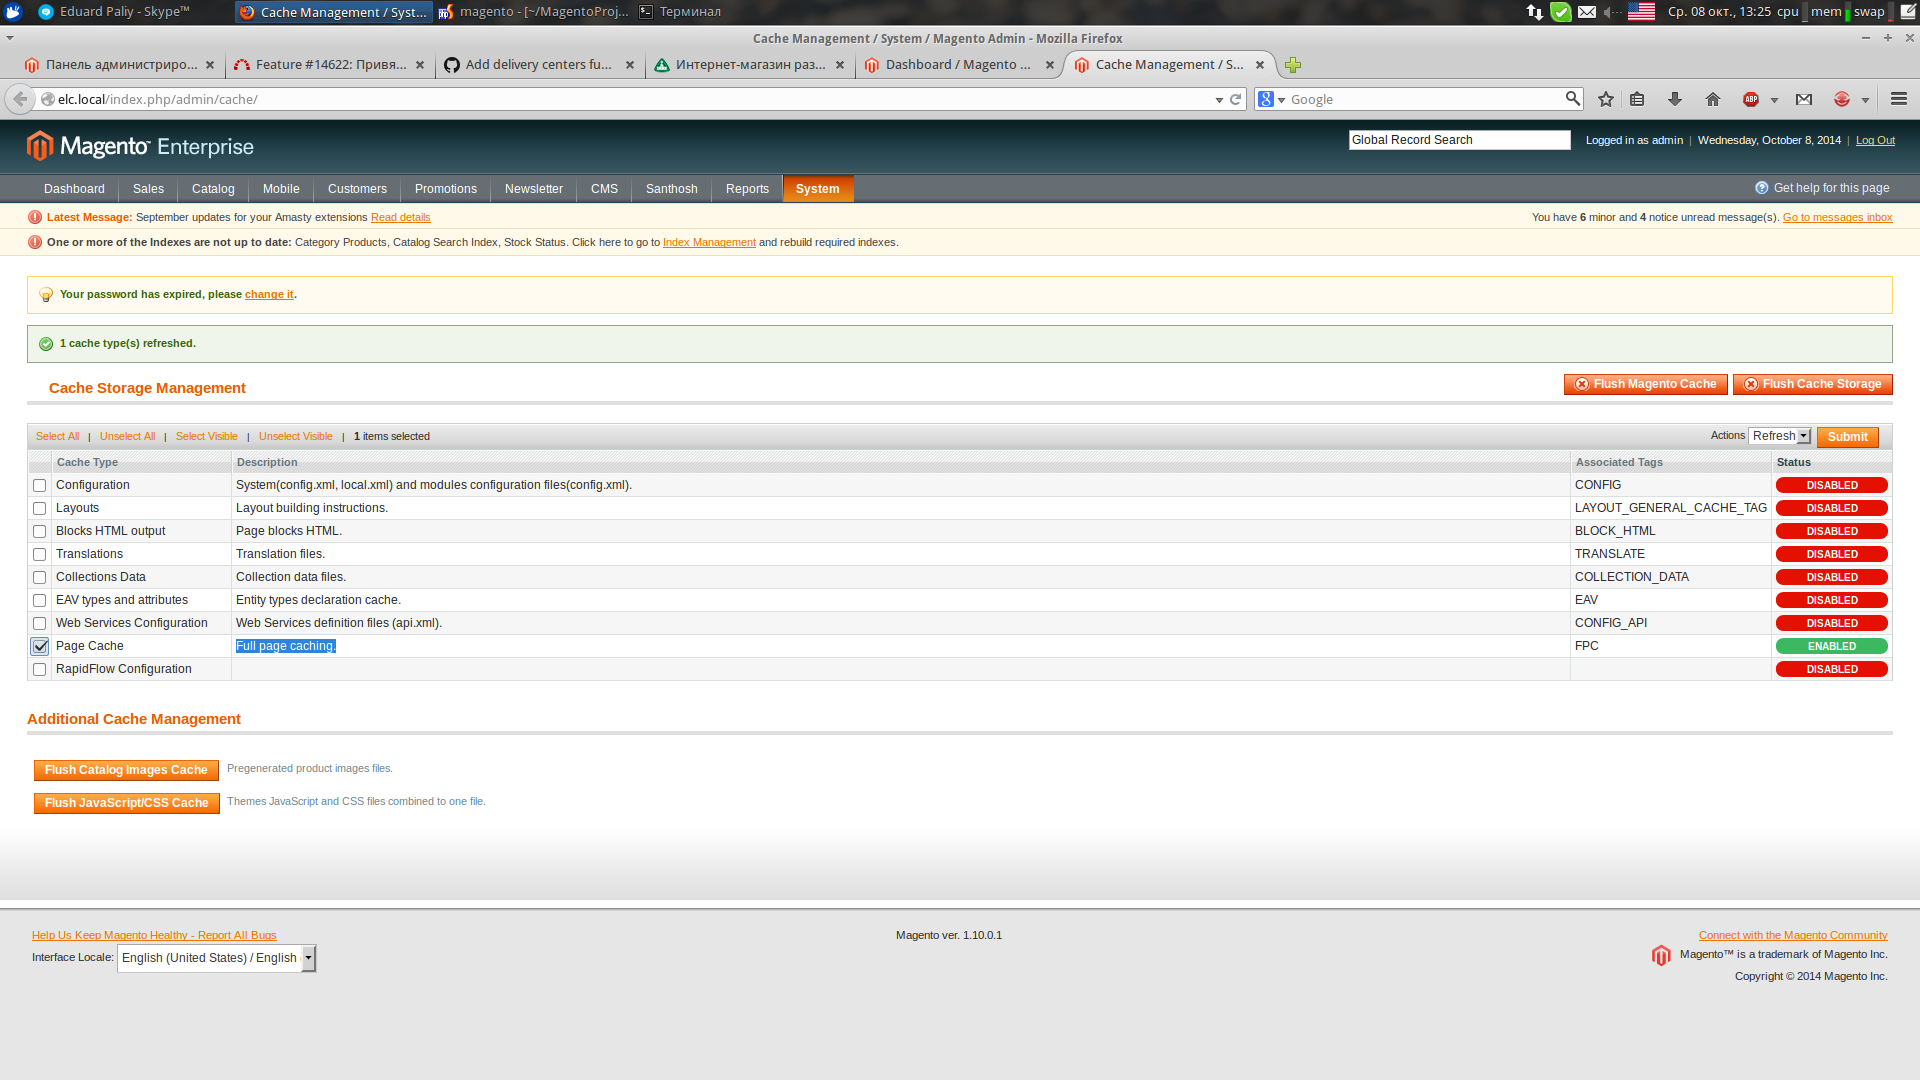 Eduard Paliy - Skype™ Cache Management / Syst... magento - [~/MagentoProj... Терминал Ср. 08 окт., 13:25 cpu mem swap
Cache Management / System / Magento Admin - Mozilla Firefox
Панель администриро... Feature #14622: Привя... Add delivery centers fu... Интернет-магазин раз... Dashboard / Magento ... Cache Management / S...
elc.local/index.php/admin/cache/ Google
Magento™ Enterprise Global Record Search Logged in as admin | Wednesday, October 8, 2014 | Log Out
Dashboard Sales Catalog Mobile Customers Promotions Newsletter CMS Santhosh Reports System Get help for this page
Latest Message: September updates for your Amasty extensions Read details You have 6 minor and 4 notice unread message(s). Go to messages inbox
One or more of the Indexes are not up to date: Category Products, Catalog Search Index, Stock Status. Click here to go to Index Management and rebuild required indexes.
Your password has expired, please change it.
1 cache type(s) refreshed.
Cache Storage Management Flush Magento Cache Flush Cache Storage
Select All | Unselect All | Select Visible | Unselect Visible | 1 items selected Actions Refresh Submit
Cache Type Description Associated Tags Status
Configuration System(config.xml, local.xml) and modules configuration files(config.xml). CONFIG DISABLED
Layouts Layout building instructions. LAYOUT_GENERAL_CACHE_TAG DISABLED
Blocks HTML output Page blocks HTML. BLOCK_HTML DISABLED
Translations Translation files. TRANSLATE DISABLED
Collections Data Collection data files. COLLECTION_DATA DISABLED
EAV types and attributes Entity types declaration cache. EAV DISABLED
Web Services Configuration Web Services definition files (api.xml). CONFIG_API DISABLED
Page Cache Full page caching. FPC ENABLED
RapidFlow Configuration DISABLED
Additional Cache Management
Flush Catalog Images Cache Pregenerated product images files.
Flush JavaScript/CSS Cache Themes JavaScript and CSS files combined to one file.
Help Us Keep Magento Healthy - Report All Bugs Magento ver. 1.10.0.1 Connect with the Magento Community
Interface Locale: English (United States) / English Magento™ is a trademark of Magento Inc.
Copyright © 2014 Magento Inc.